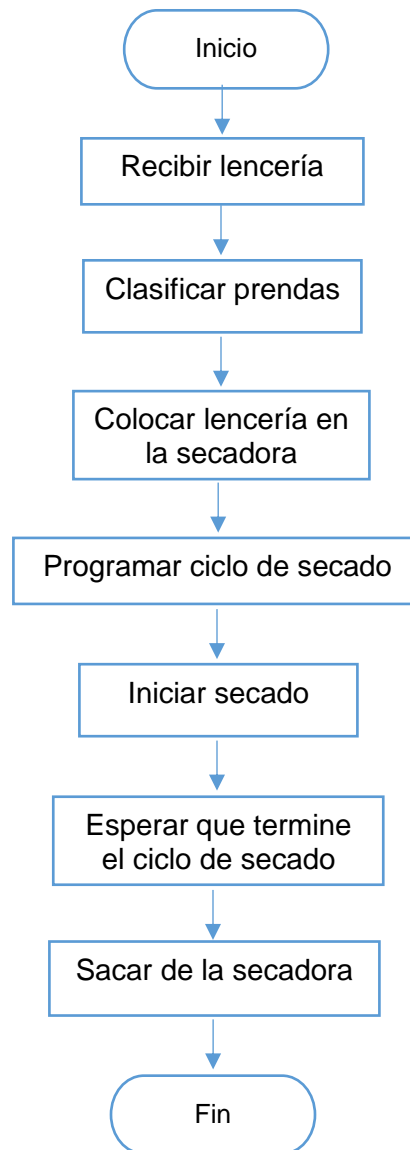 Inicio
Recibir lencería
Clasificar prendas
Colocar lencería en
la secadora
Programar ciclo de secado
Iniciar secado
Esperar que termine
el ciclo de secado
Sacar de la secadora
Fin